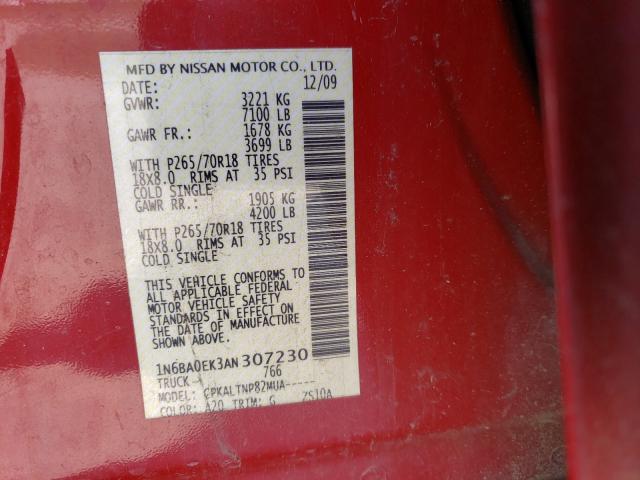 MFD BY NISSAN MOTOR CO., LTD.
DATE: 12/09
GVWR: 3221 KG
7100 LB
GAWR FR.: 1678 KG
3699 LB
WITH P265/70R18 TIRES
18X8.0 RIMS AT 35 PSI
COLD SINGLE
GAWR RR.: 1905 KG
4200 LB
WITH P265/70R18 TIRES
18X8.0 RIMS AT 35 PSI
COLD SINGLE
THIS VEHICLE CONFORMS TO
ALL APPLICABLE FEDERAL
MOTOR VEHICLE SAFETY
STANDARDS IN EFFECT ON
THE DATE OF MANUFACTURE
SHOWN ABOVE.
1N6BA0EK3AN307230
TRUCK 766
MODEL: CPKALTNP82MUA-----
COLOR: A20 TRIM: G ZS10A